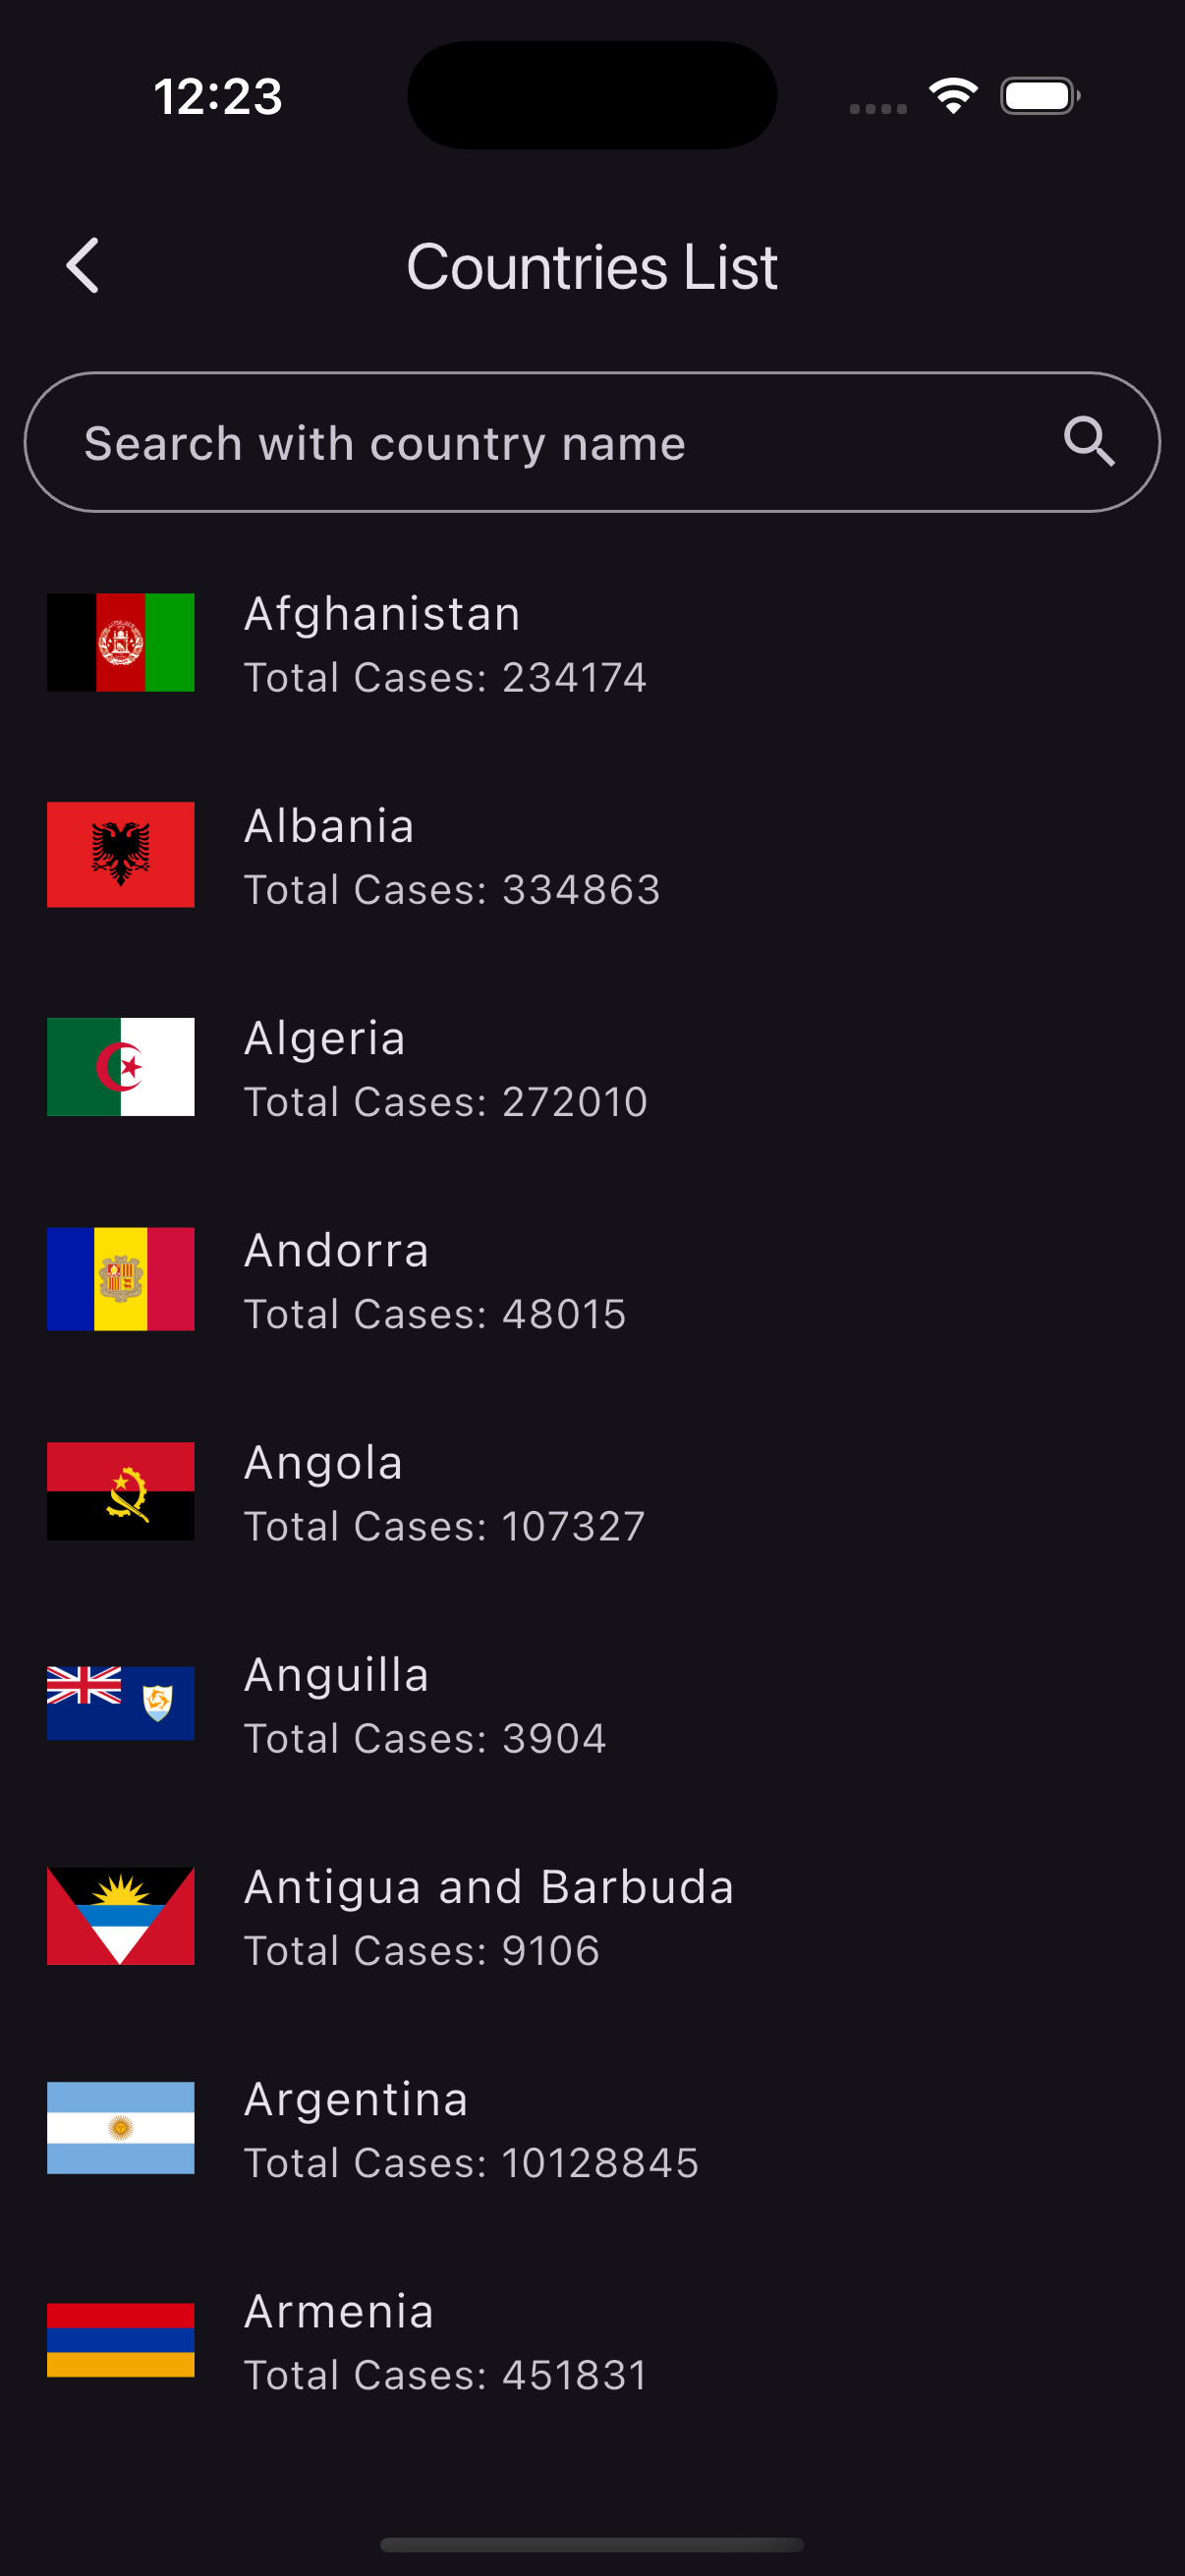 12:23
Countries List
Search with country name
Afghanistan
Total Cases: 234174
Albania
Total Cases: 334863
Algeria
Total Cases: 272010
Andorra
Total Cases: 48015
Angola
Total Cases: 107327
Anguilla
Total Cases: 3904
Antigua and Barbuda
Total Cases: 9106
Argentina
Total Cases: 10128845
Armenia
Total Cases: 451831